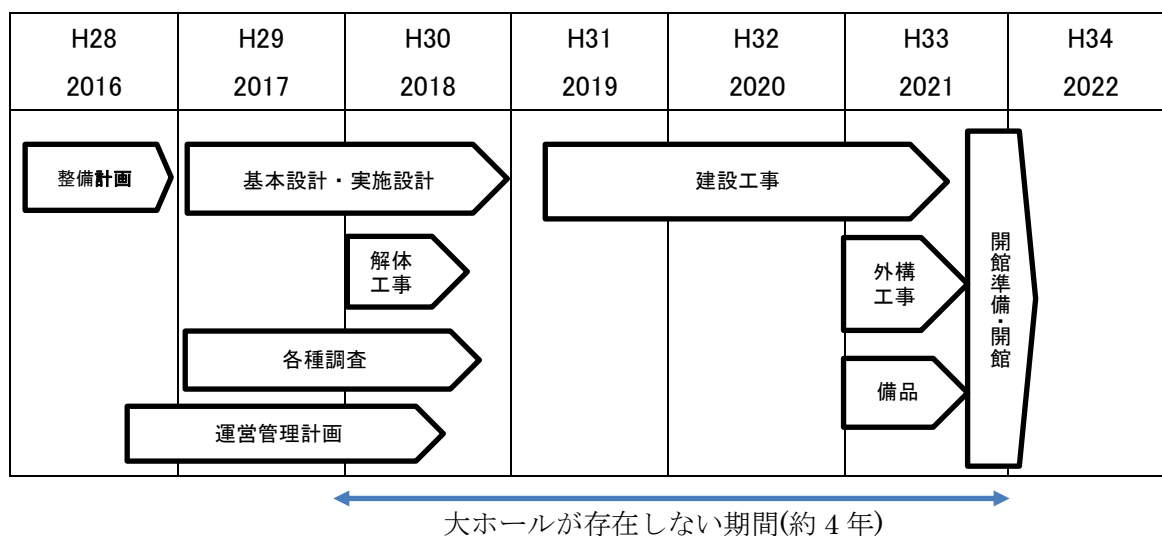 H28 H29 H30 H31 H32 H33 H34
2016 2017 2018 2019 2020 2021 2022
整備計画
基本設計・実施設計
建設工事
解体
工事
外構
工事
開館準備・開館
各種調査
備品
運営管理計画
大ホールが存在しない期間(約 4 年)